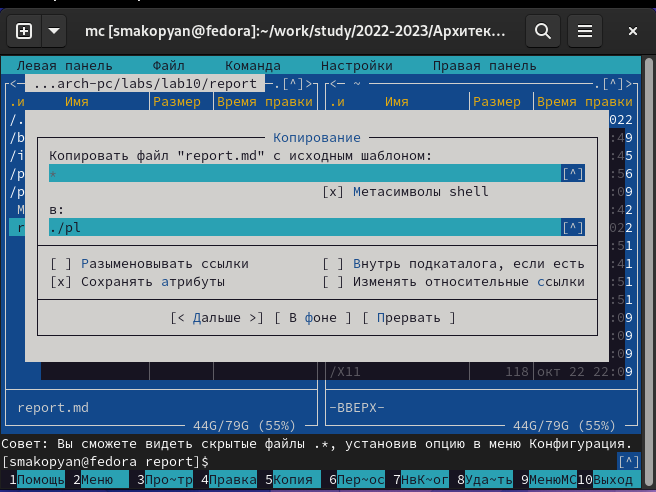 mc [smakopyan@fedora]:~/work/study/2022-2023/Архитек...
Левая панель Файл Команда Настройки Правая панель
<— ...arch-pc/labs/lab10/report —.[^]> <— ~ —.[^]>
.и Имя Размер Время правки .и Имя Размер Время правки
/. 022
/b :49
Копирование
/i :45
Копировать файл "report.md" с исходным шаблоном:
/p :56
* [^]
/p :09
[x] Метасимволы shell
М :42
в:
r 022
./pl [^]
:51
[ ] Разыменовывать ссылки [ ] Внутрь подкаталога, если есть
:41
[x] Сохранять атрибуты [ ] Изменять относительные ссылки
:51
:51
[< Дальше >] [ В фоне ] [ Прервать ]
:09
:09
:09
/X11 118 окт 22 22:09
report.md -ВВЕРХ-
44G/79G (55%) 44G/79G (55%)
Совет: Вы сможете видеть скрытые файлы .*, установив опцию в меню Конфигурация.
[smakopyan@fedora report]$ [^]
1Помощь 2Меню 3Про~тр 4Правка 5Копия 6Пер~ос 7НвК~ог 8Уда~ть 9МенюMC 10Выход